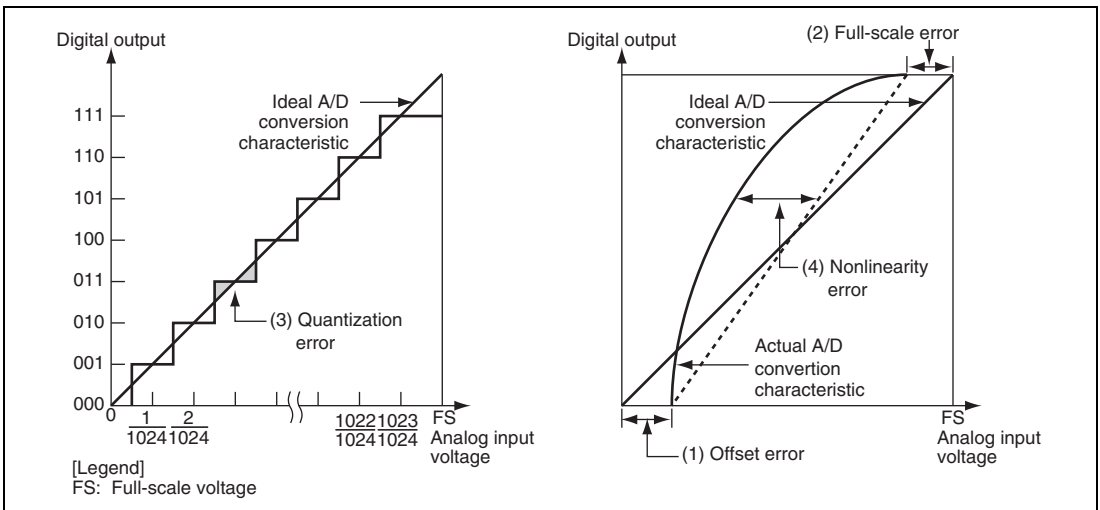 Digital output
Ideal A/D
conversion
characteristic
111
110
101
100
011
010
001
000
(3) Quantization
error
0
1
1024
2
1024
1022
1024
1023
1024
FS
Analog input
voltage
[Legend]
FS: Full-scale voltage
Digital output
(2) Full-scale error
Ideal A/D
conversion
characteristic
(4) Nonlinearity
error
Actual A/D
convertion
characteristic
FS
Analog input
voltage
(1) Offset error